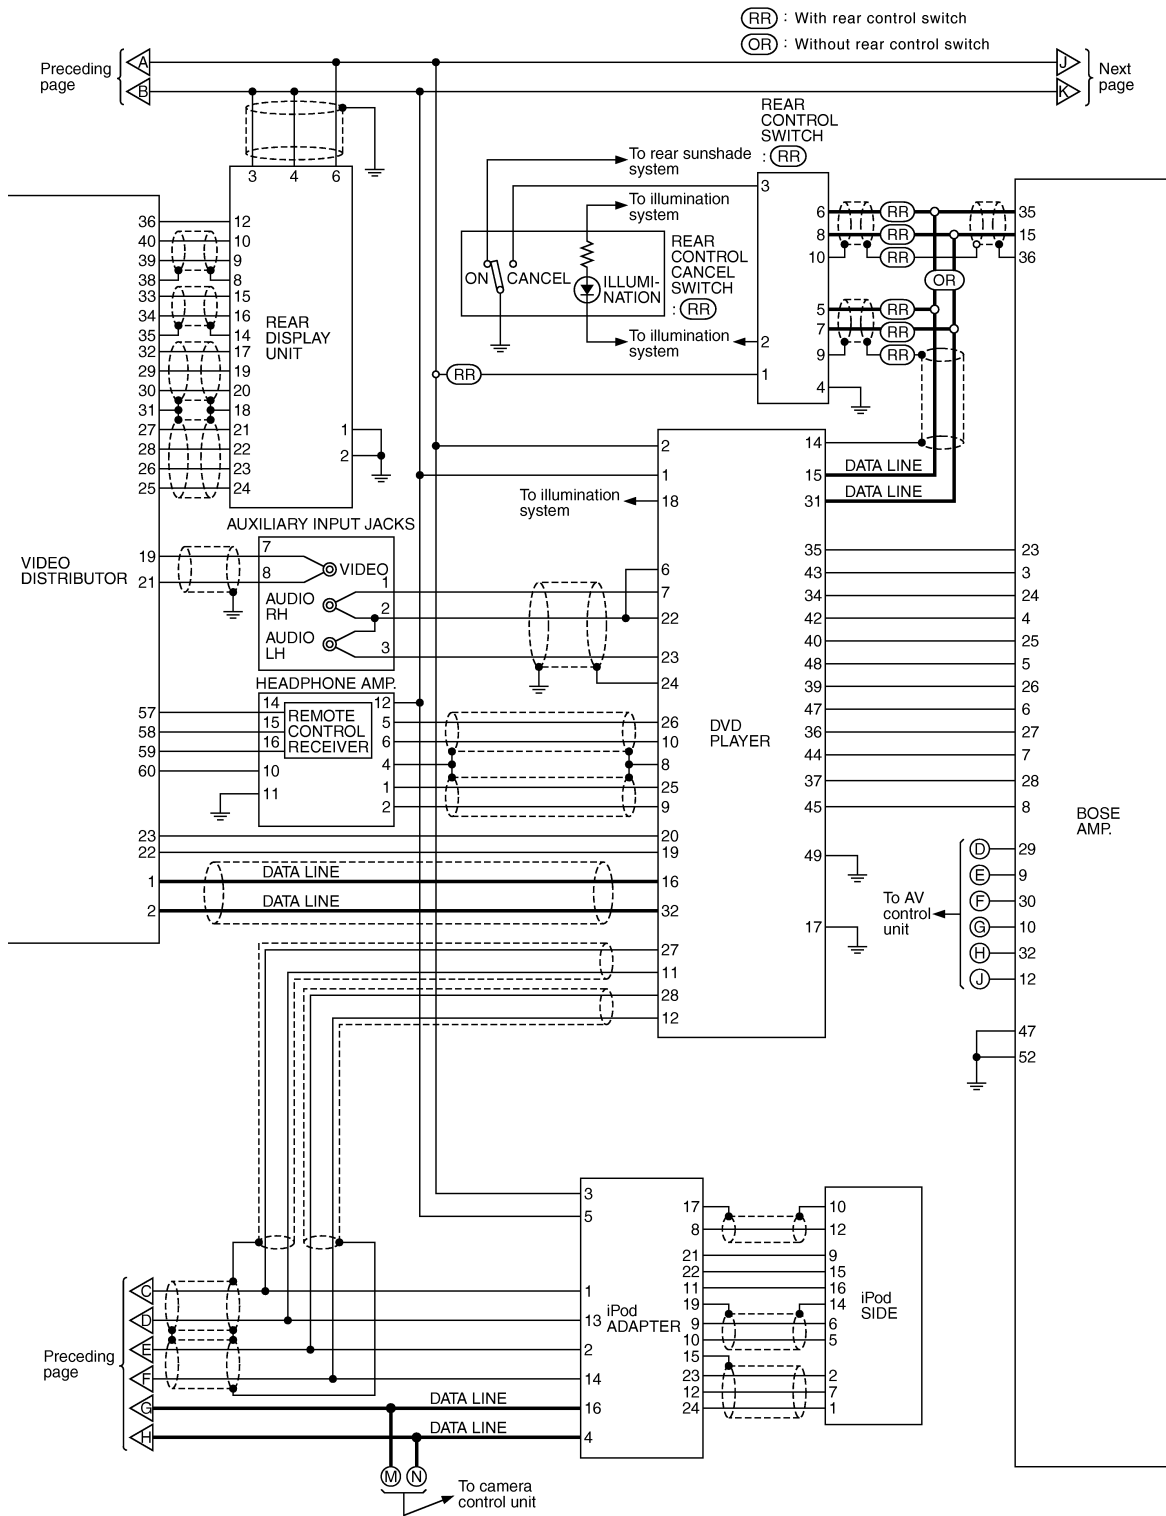 RR : With rear control switch
OR : Without rear control switch
Preceding page
A
B
J
K
Next page
REAR CONTROL SWITCH
: RR
To rear sunshade system
To illumination system
3 4 6
3
6 RR 35
8 RR 15
10 RR 36
OR
5 RR
7 RR
9 RR
2
1
4
ON CANCEL
ILLUMI-
NATION
REAR CONTROL CANCEL SWITCH
: RR
To illumination system
RR
36 12
40 10
39 9
38 8
33 15
34 16
35 14
32 17
29 19
30 20
31 18
27 21
28 22
26 23
25 24
REAR DISPLAY UNIT
1
2
2
1
To illumination system
18
14
DATA LINE
15
DATA LINE
31
VIDEO DISTRIBUTOR
AUXILIARY INPUT JACKS
19 7
21 8
VIDEO
AUDIO RH
AUDIO LH
1
2
3
6
7
22
23
24
35 23
43 3
34 24
42 4
40 25
48 5
39 26
47 6
36 27
44 7
37 28
45 8
HEADPHONE AMP.
57 14
58 15
59 16
60 10
11
REMOTE CONTROL RECEIVER
12
5 26
6 10
4 8
1 25
2 9
DVD PLAYER
BOSE AMP.
23 20
22 19
1 DATA LINE 16
2 DATA LINE 32
27
11
28
12
49
17
To AV control unit
D 29
E 9
F 30
G 10
H 32
J 12
47
52
3
5
1
13
2
14
16
4
iPod ADAPTER
17 10
8 12
21 9
22 15
11 16
19 14
9 6
10 5
15
23 2
12 7
24 1
iPod SIDE
Preceding page
C
D
E
F
G DATA LINE
H DATA LINE
M N
To camera control unit